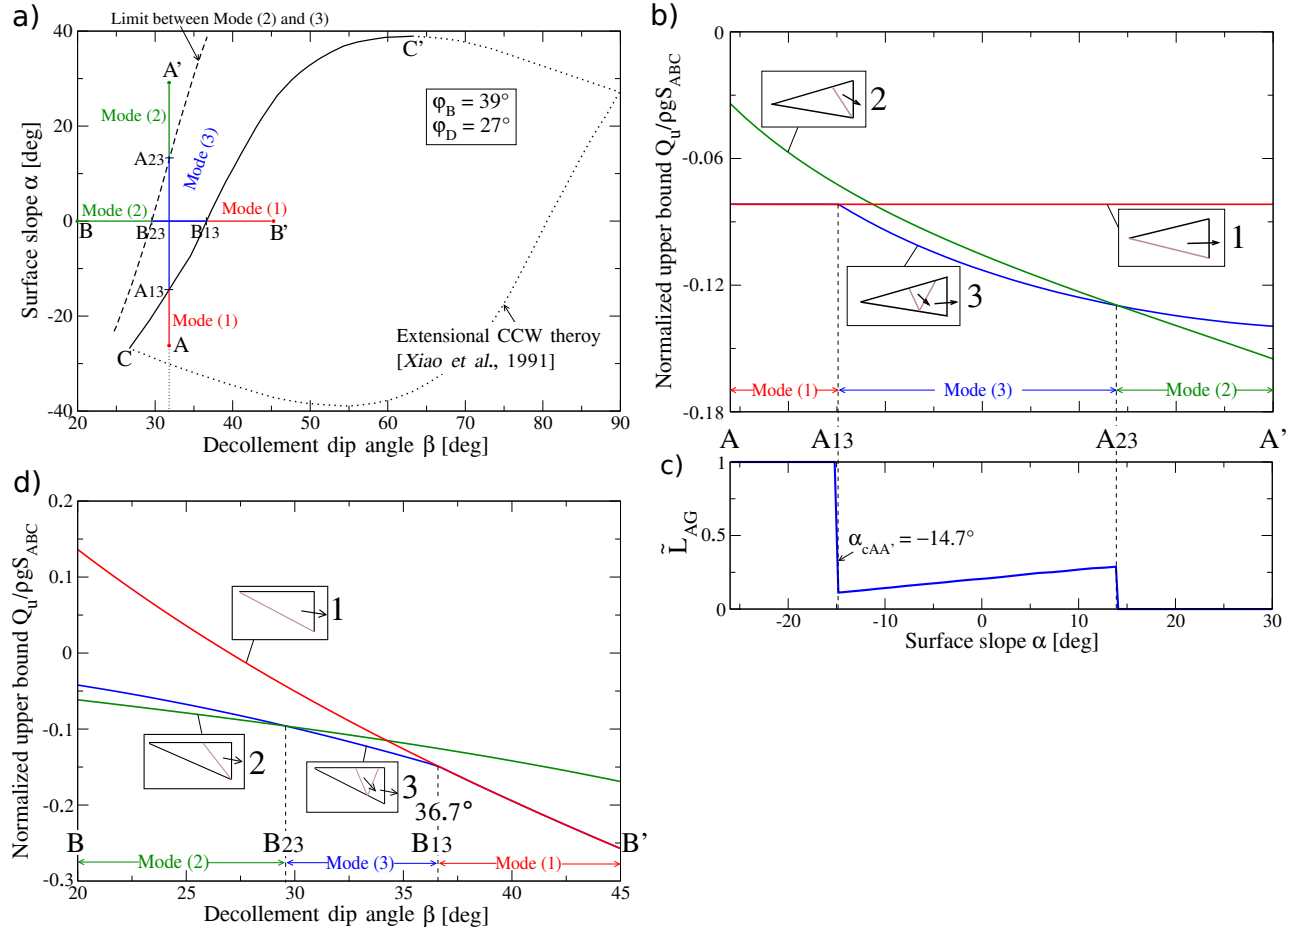 a)
Limit between Mode (2) and (3)
40
20
0
-20
-40
Surface slope α [deg]
20 30 40 50 60 70 80 90
Decollement dip angle β [deg]
A'
Mode (2)
A23
Mode (3)
C'
φB = 39°
φD = 27°
Mode (2)
Mode (1)
B
B23
B13
B'
A13
Mode (1)
A
C
Extensional CCW theroy
[Xiao et al., 1991]
b)
0
-0.06
-0.12
-0.18
Normalized upper bound Qu/ρgSABC
2
1
3
Mode (1)
Mode (3)
Mode (2)
A
A13
A23
A'
c)
1
0.5
0
L̃AG
αcAA' = −14.7°
-20 -10 0 10 20 30
Surface slope α [deg]
d)
0.2
0.1
0
-0.1
-0.2
-0.3
Normalized upper bound Qu/ρgSABC
1
2
3
36.7°
B
B23
B13
B'
Mode (2)
Mode (3)
Mode (1)
20 25 30 35 40 45
Decollement dip angle β [deg]